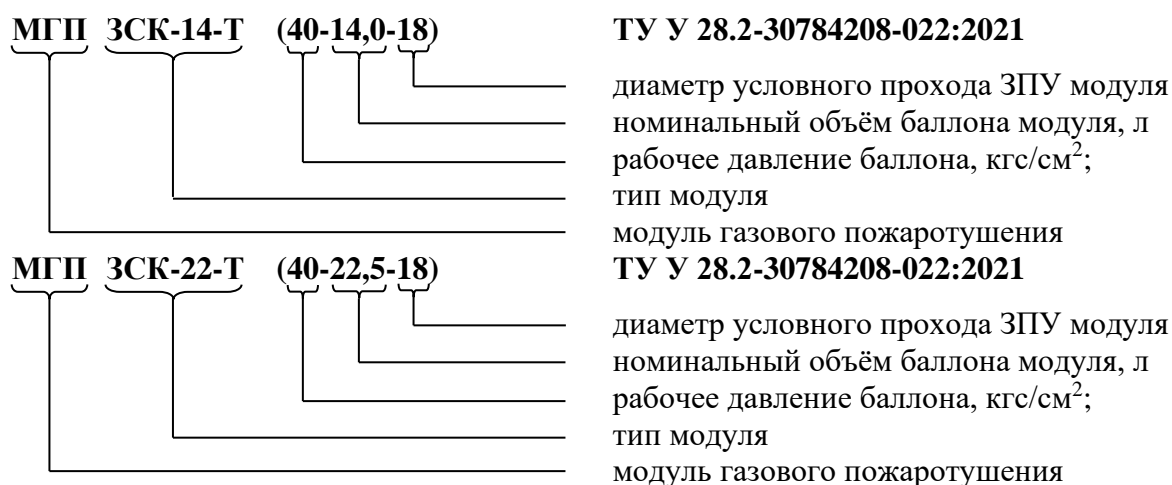 МГП ЗСК-14-Т (40-14,0-18) ТУ У 28.2-30784208-022:2021
диаметр условного прохода ЗПУ модуля
номинальный объём баллона модуля, л
рабочее давление баллона, кгс/см²;
тип модуля
модуль газового пожаротушения
МГП ЗСК-22-Т (40-22,5-18) ТУ У 28.2-30784208-022:2021
диаметр условного прохода ЗПУ модуля
номинальный объём баллона модуля, л
рабочее давление баллона, кгс/см²;
тип модуля
модуль газового пожаротушения